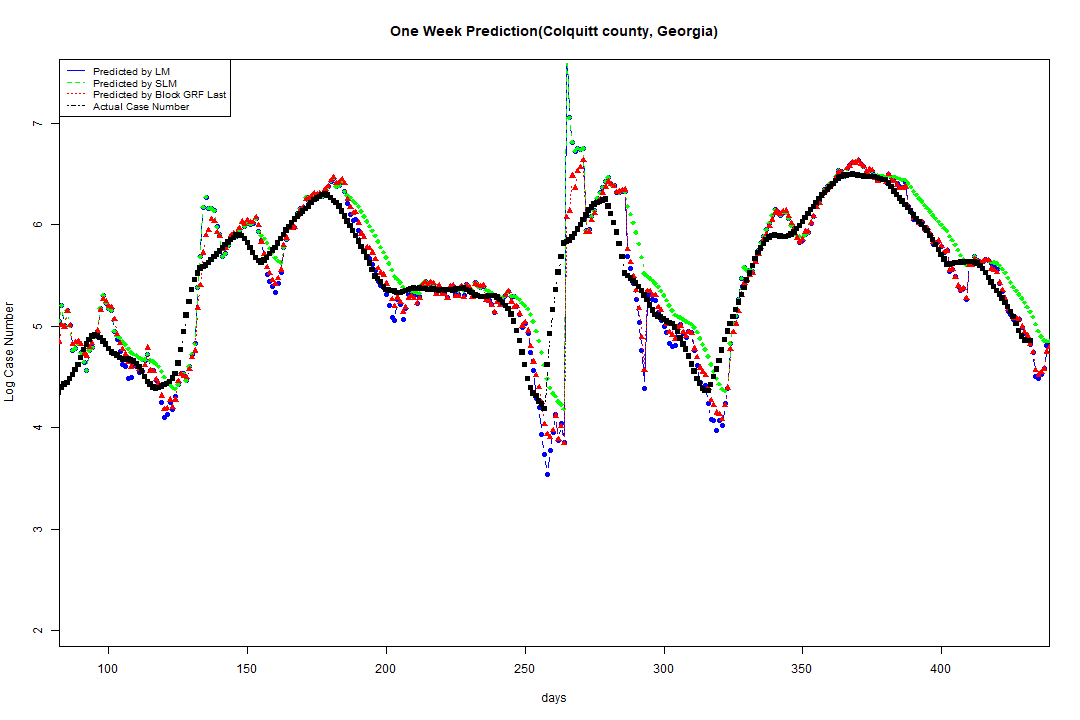 One Week Prediction(Colquitt county, Georgia)
Predicted by LM
Predicted by SLM
Predicted by Block GRF Last
Actual Case Number
7
6
5
4
3
2
Log Case Number
100 150 200 250 300 350 400
days